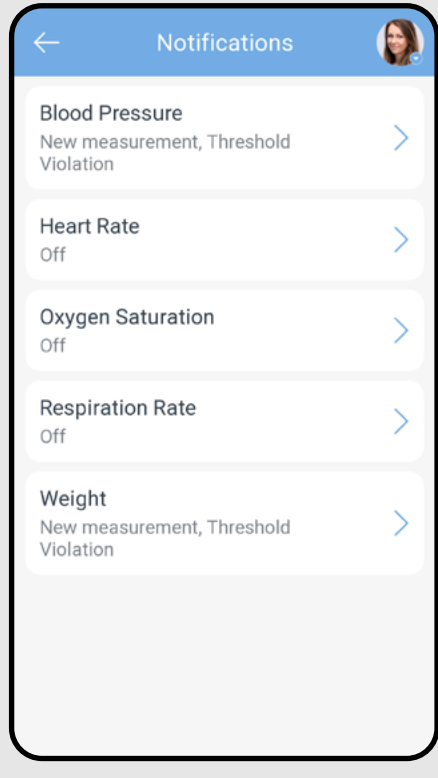 Notifications
Blood Pressure
New measurement, Threshold
Violation
Heart Rate
Off
Oxygen Saturation
Off
Respiration Rate
Off
Weight
New measurement, Threshold
Violation